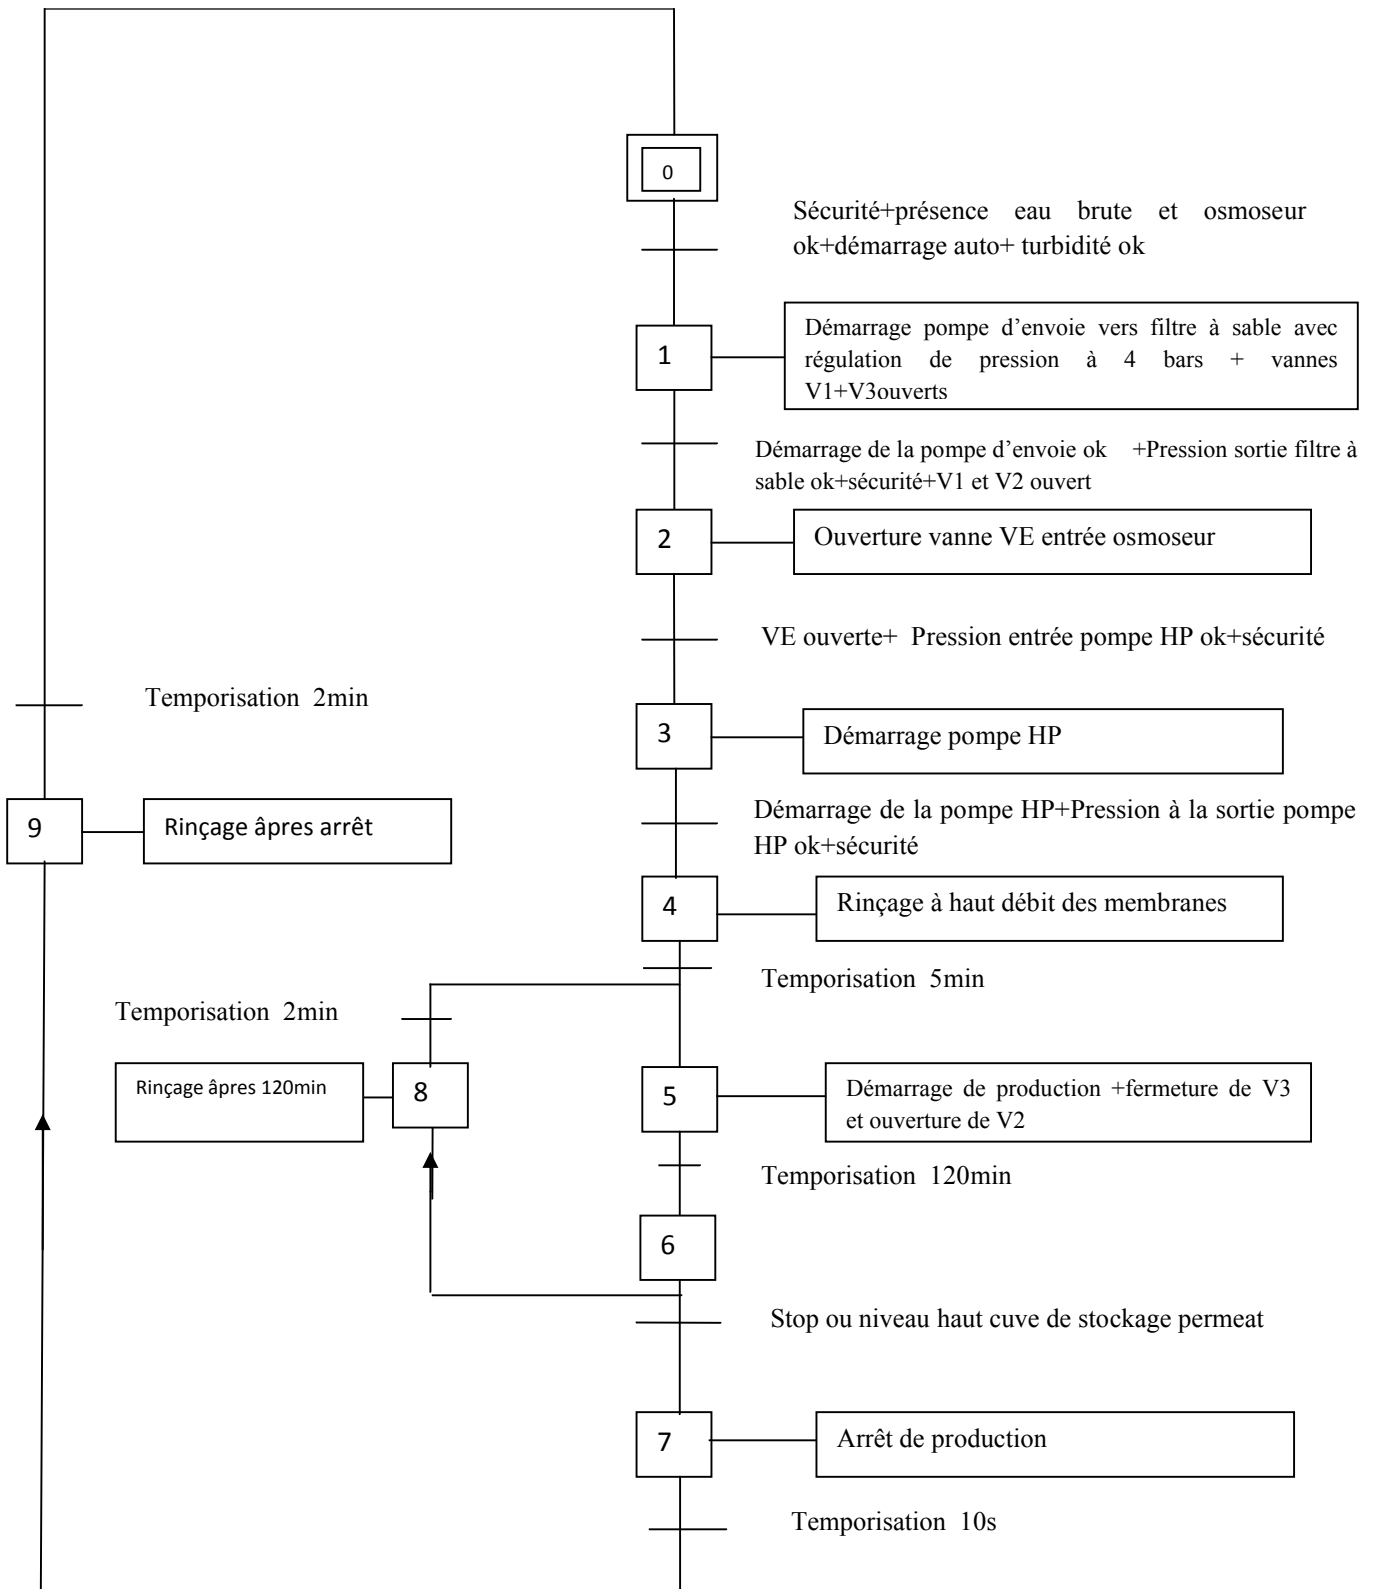 0
Sécurité+présence eau brute et osmoseur
ok+démarrage auto+ turbidité ok
1
Démarrage pompe d'envoie vers filtre à sable avec
régulation de pression à 4 bars + vannes
V1+V3ouverts
Démarrage de la pompe d'envoie ok +Pression sortie filtre à
sable ok+sécurité+V1 et V2 ouvert
2
Ouverture vanne VE entrée osmoseur
VE ouverte+ Pression entrée pompe HP ok+sécurité
Temporisation 2min
3
Démarrage pompe HP
9
Rinçage âpres arrêt
Démarrage de la pompe HP+Pression à la sortie pompe
HP ok+sécurité
4
Rinçage à haut débit des membranes
Temporisation 5min
Temporisation 2min
Rinçage âpres 120min
8
5
Démarrage de production +fermeture de V3
et ouverture de V2
Temporisation 120min
6
Stop ou niveau haut cuve de stockage permeat
7
Arrêt de production
Temporisation 10s